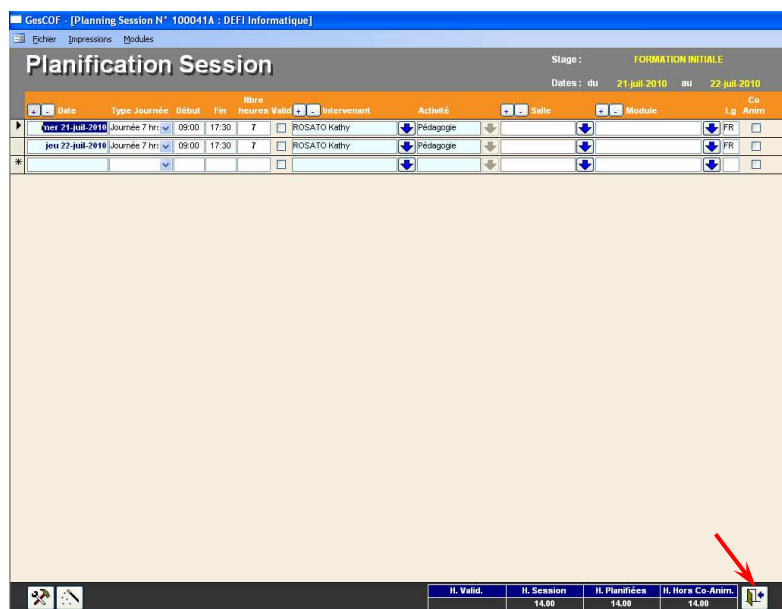 GesCOF - [Planning Session N° 100041A : DEFI Informatique]
Fichier Impressions Modules
Planification Session
Stage : FORMATION INITIALE
Dates : du 21-juil-2010 au 22-juil-2010
+ - Date Type Journée Début Fin Nbre heures Valid + - Intervenant Activité + - Salle + - Module Lg Co Anim
mer 21-juil-2010 Journée 7 hr: 09:00 17:30 7 ROSATO Kathy Pédagogie FR
jeu 22-juil-2010 Journée 7 hr: 09:00 17:30 7 ROSATO Kathy Pédagogie FR
*
H. Valid. H. Session H. Planifiées H. Hors Co-Anim.
14.00 14.00 14.00